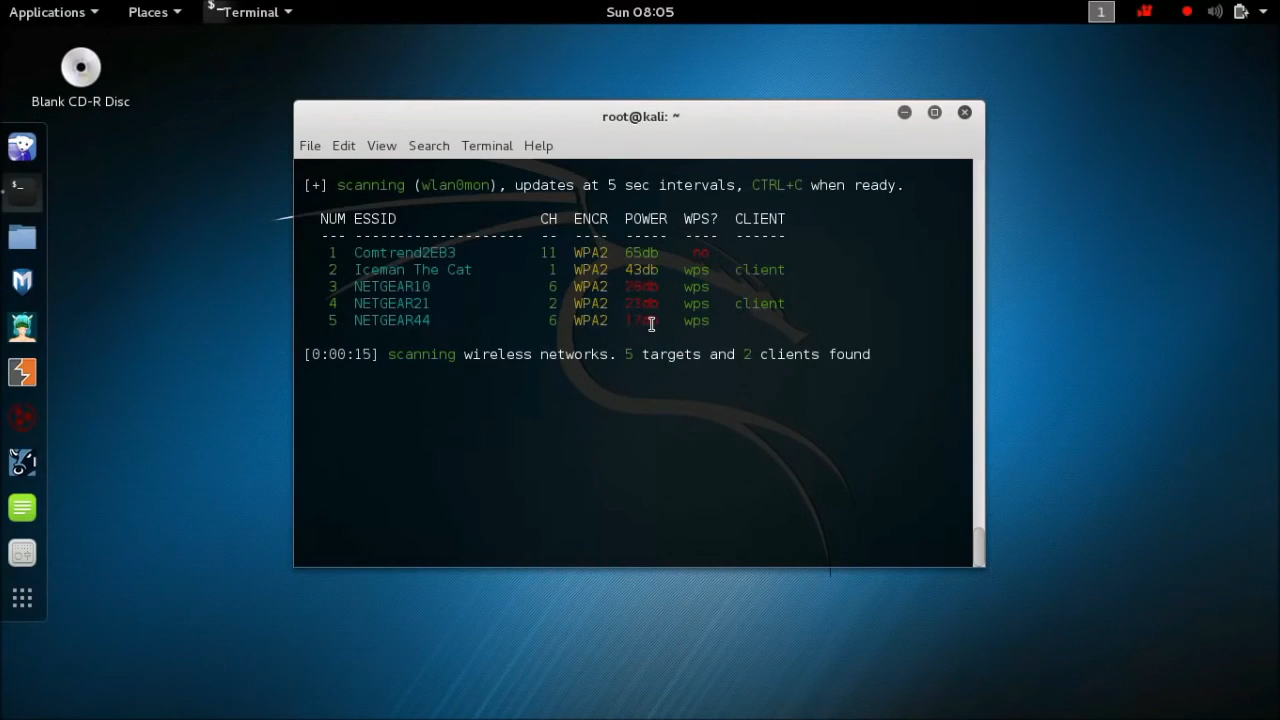 Applications Places Terminal Sun 08:05 1
Blank CD-R Disc
root@kali: ~
File Edit View Search Terminal Help
[+] scanning (wlan0mon), updates at 5 sec intervals, CTRL+C when ready.
NUM ESSID CH ENCR POWER WPS? CLIENT
--- -------------------- -- ---- ----- ---- ------
1 Comtrend2EB3 11 WPA2 65db no
2 Iceman The Cat 1 WPA2 43db wps client
3 NETGEAR10 6 WPA2 wps
4 NETGEAR21 2 WPA2 wps client
5 NETGEAR44 6 WPA2 wps
[0:00:15] scanning wireless networks. 5 targets and 2 clients found